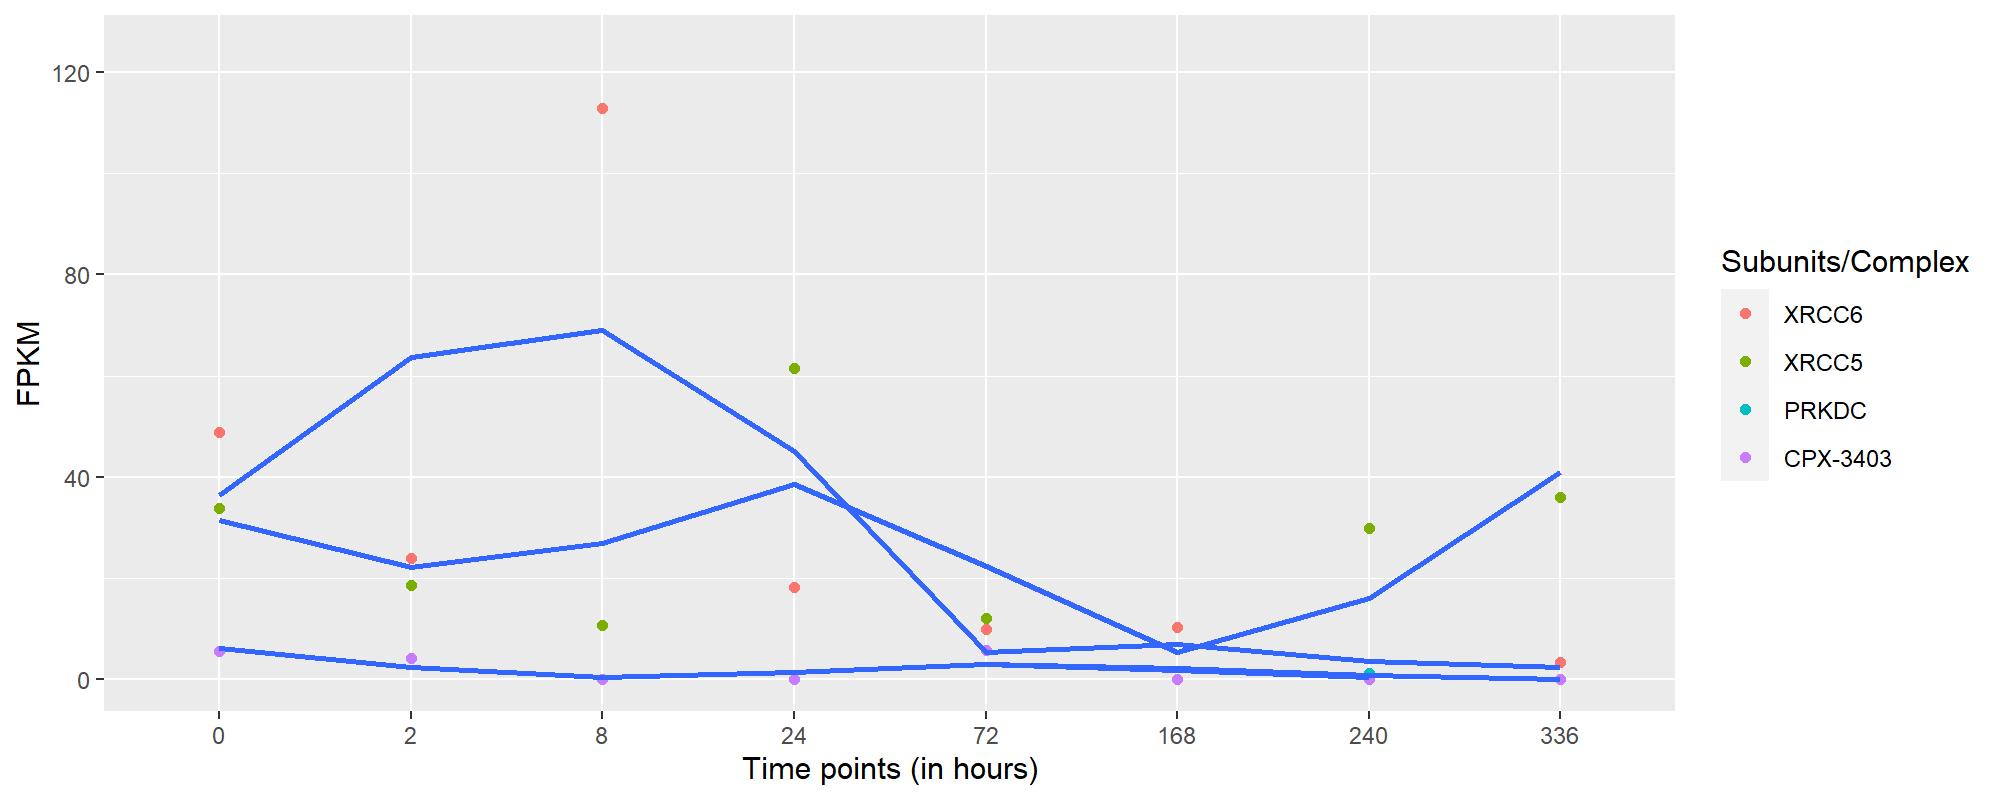 120
80
40
0
FPKM
0 2 8 24 72 168 240 336
Time points (in hours)
Subunits/Complex
XRCC6
XRCC5
PRKDC
CPX-3403